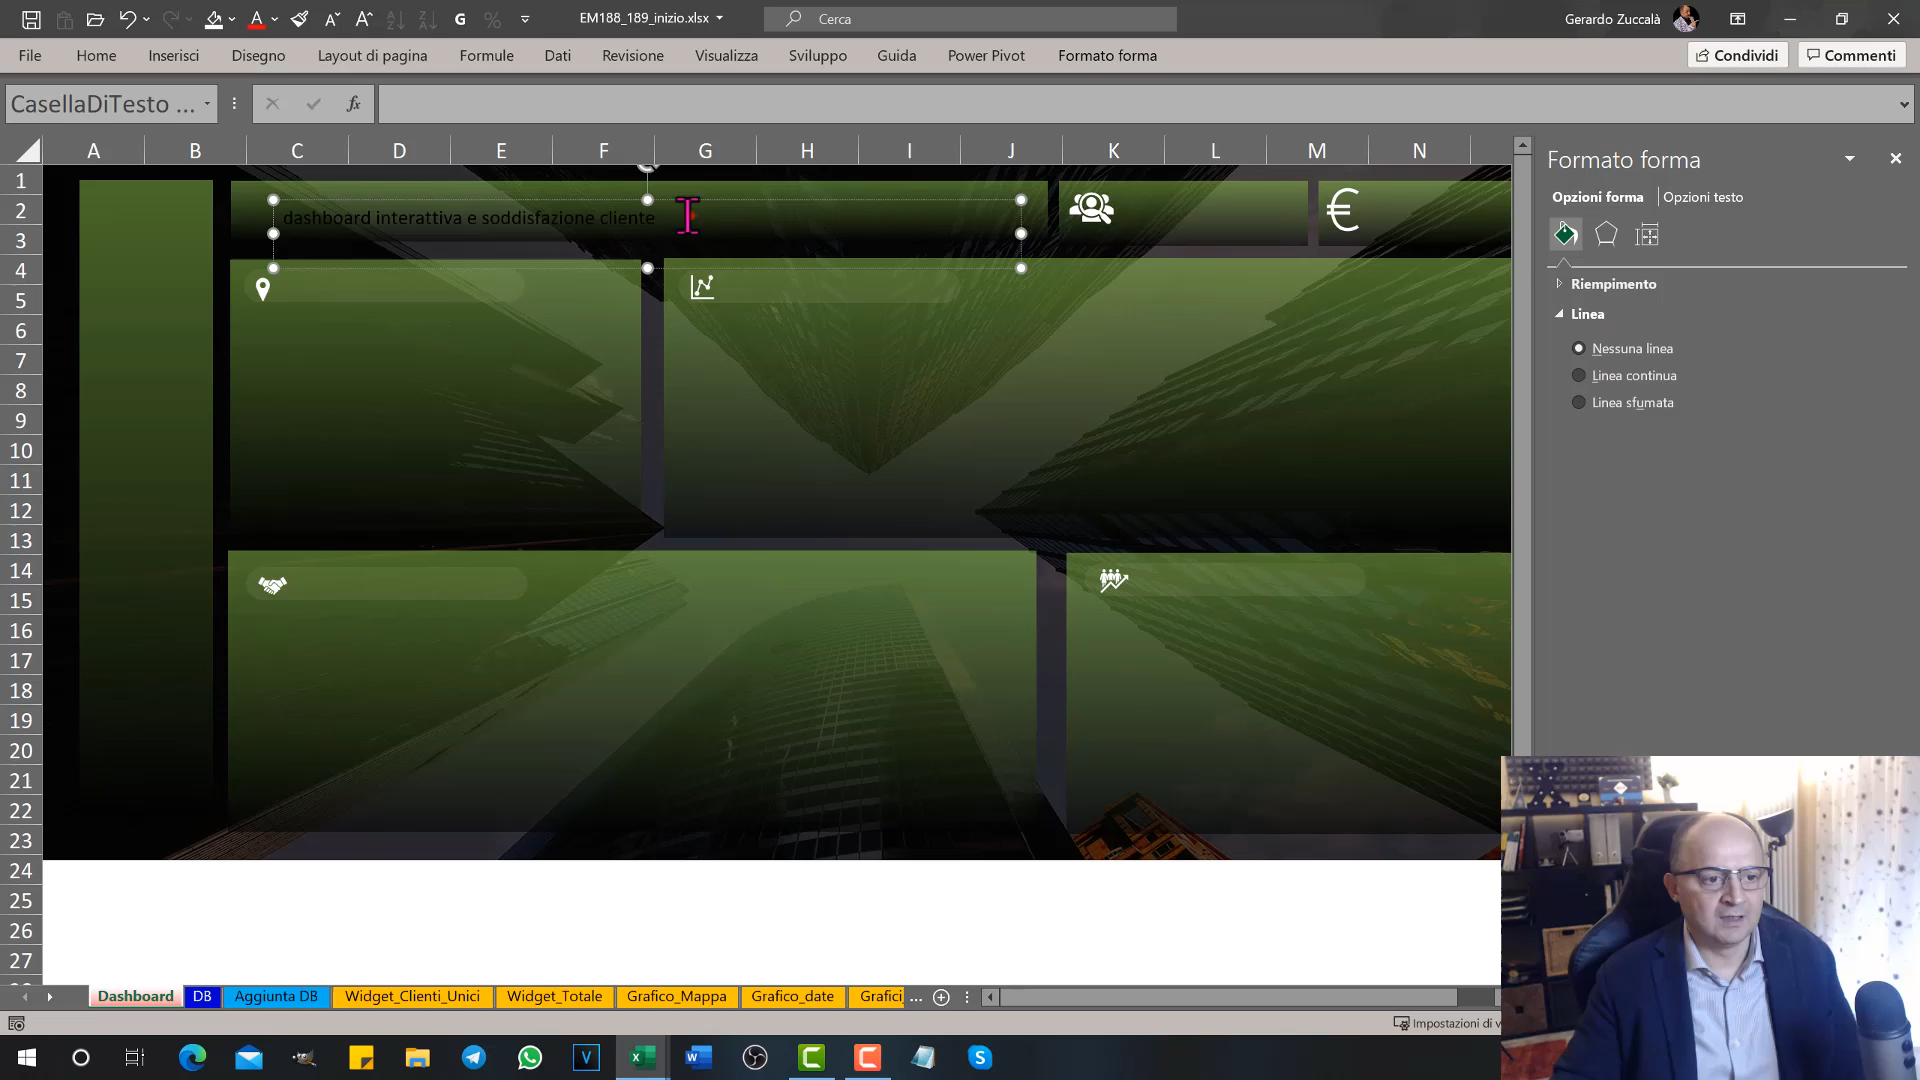 EM188_189_inizio.xlsx
Cerca
Gerardo Zuccalà
File Home Inserisci Disegno Layout di pagina Formule Dati Revisione Visualizza Sviluppo Guida Power Pivot Formato forma
Condividi Commenti
CasellaDiTesto ... fx
A B C D E F G H I J K L M N
1
2
3
4
5
6
7
8
9
10
11
12
13
14
15
16
17
18
19
20
21
22
23
24
25
26
27
dashboard interattiva e soddisfazione cliente
€
Formato forma
Opzioni forma Opzioni testo
Riempimento
Linea
Nessuna linea
Linea continua
Linea sfumata
Dashboard DB Aggiunta DB Widget_Clienti_Unici Widget_Totale Grafico_Mappa Grafico_date Grafici ...
Impostazioni di v